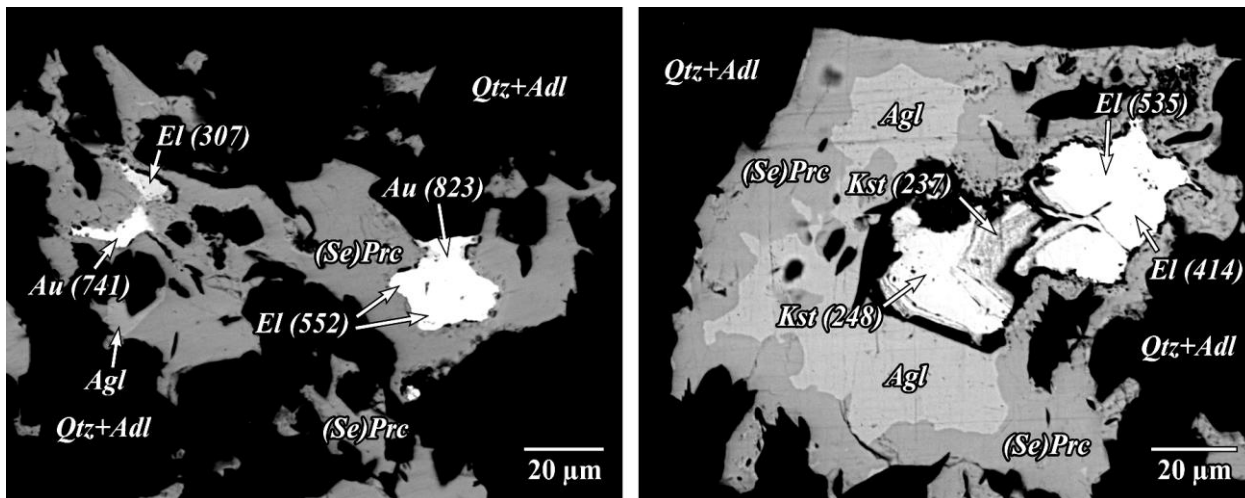 Qtz+Adl
El (307)
Au (823)
(Se)Prc
Au (741)
El (552)
Agl
Qtz+Adl
(Se)Prc
20 µm
Qtz+Adl
El (535)
Agl
(Se)Prc
Kst (237)
El (414)
Kst (248)
Qtz+Adl
Agl
(Se)Prc
20 µm